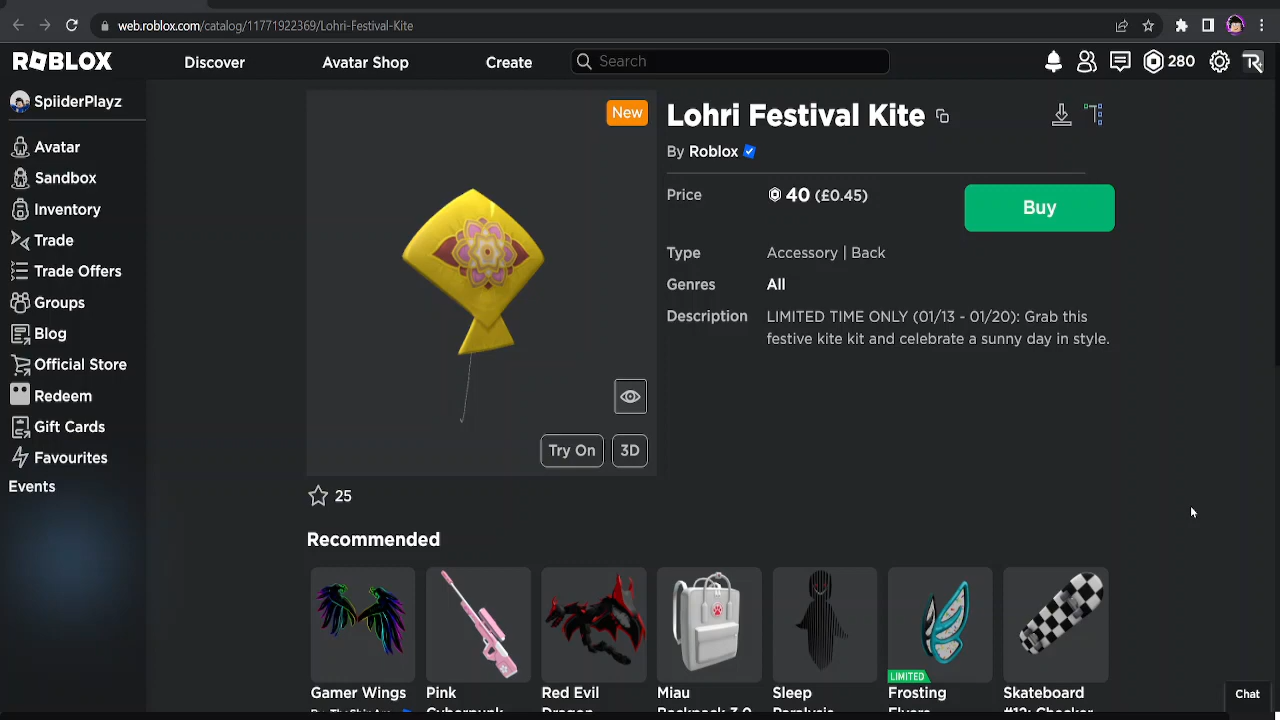 web.roblox.com/catalog/11771922369/Lohri-Festival-Kite
ROBLOX
Discover
Avatar Shop
Create
Search
280
SpiiderPlayz
Avatar
Sandbox
Inventory
Trade
Trade Offers
Groups
Blog
Official Store
Redeem
Gift Cards
Favourites
Events
New
Try On
3D
25
Lohri Festival Kite
By Roblox
Price
40 (£0.45)
Buy
Type
Accessory | Back
Genres
All
Description
LIMITED TIME ONLY (01/13 - 01/20): Grab this
festive kite kit and celebrate a sunny day in style.
Recommended
LIMITED
Gamer Wings
Pink
Red Evil
Miau
Sleep
Frosting
Skateboard
Chat